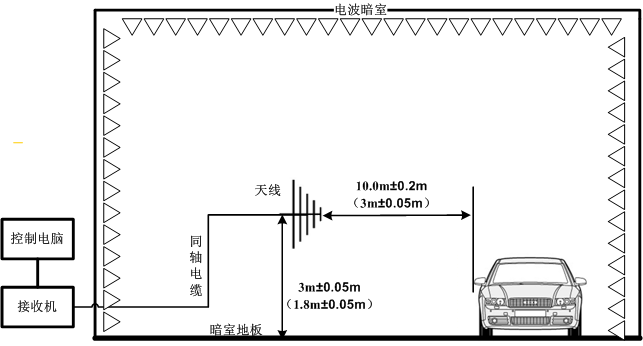 电波暗室
天线
10.0m±0.2m
（3m±0.05m）
控制电脑
同轴电缆
3m±0.05m
（1.8m±0.05m）
接收机
暗室地板